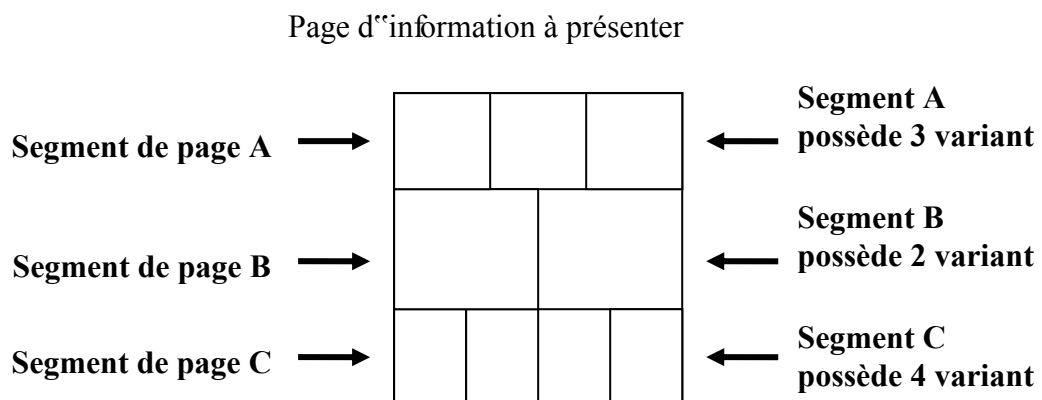 Page d‟information à présenter
Segment de page A
Segment A
possède 3 variant
Segment de page B
Segment B
possède 2 variant
Segment de page C
Segment C
possède 4 variant